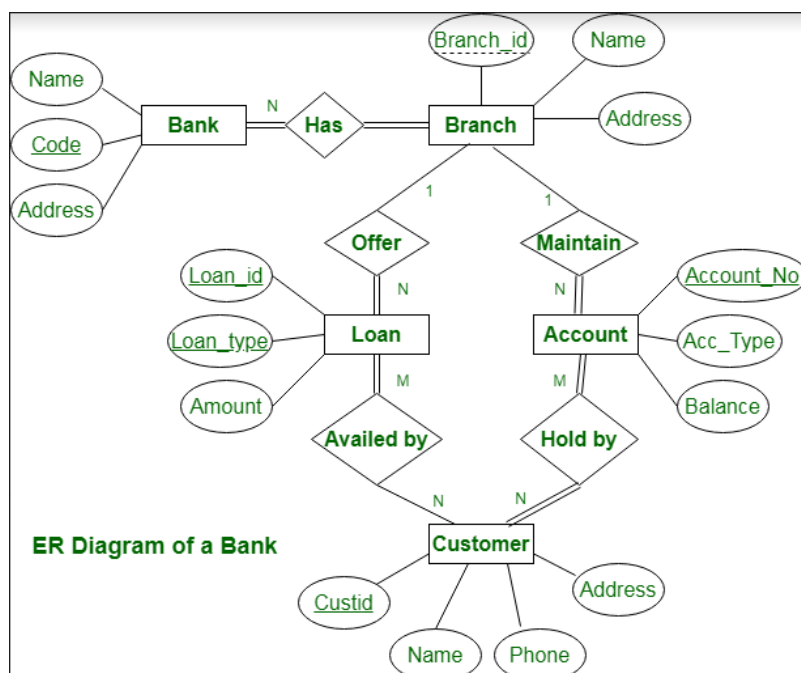 Branch_id
Name
Name
Bank
N
Has
Branch
Address
Code
Address
1
1
Offer
Maintain
Loan_id
N
N
Account_No
Loan_type
Loan
Account
Acc_Type
M
M
Amount
Balance
Availed by
Hold by
N
N
ER Diagram of a Bank
Customer
Custid
Address
Name
Phone